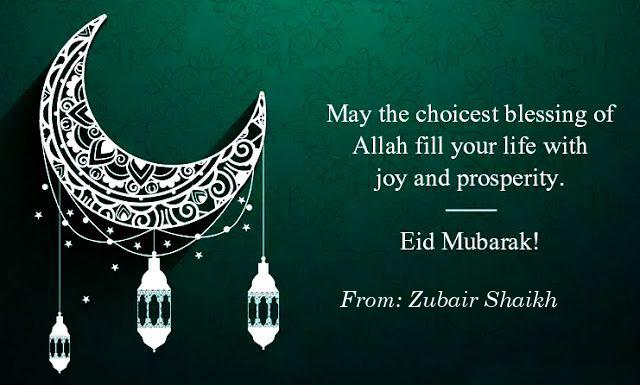 May the choicest blessing of
Allah fill your life with
joy and prosperity.
Eid Mubarak!
From: Zubair Shaikh